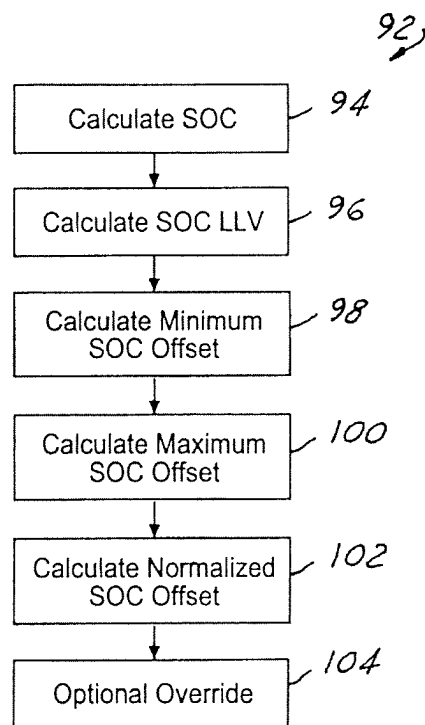 92
Calculate SOC
94
Calculate SOC LLV
96
Calculate Minimum
SOC Offset
98
Calculate Maximum
SOC Offset
100
Calculate Normalized
SOC Offset
102
Optional Override
104